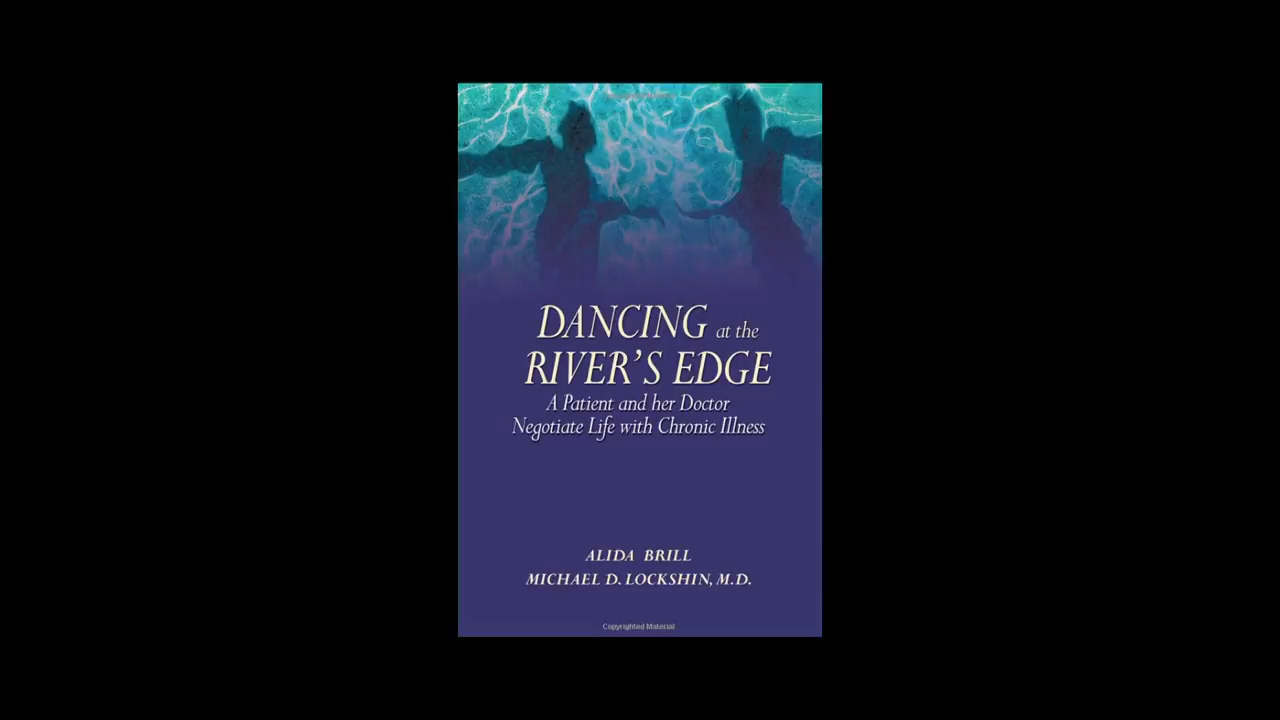 DANCING at the
RIVER'S EDGE
A Patient and her Doctor
Negotiate Life with Chronic Illness
ALIDA BRILL
MICHAEL D. LOCKSHIN, M.D.
Copyrighted Material